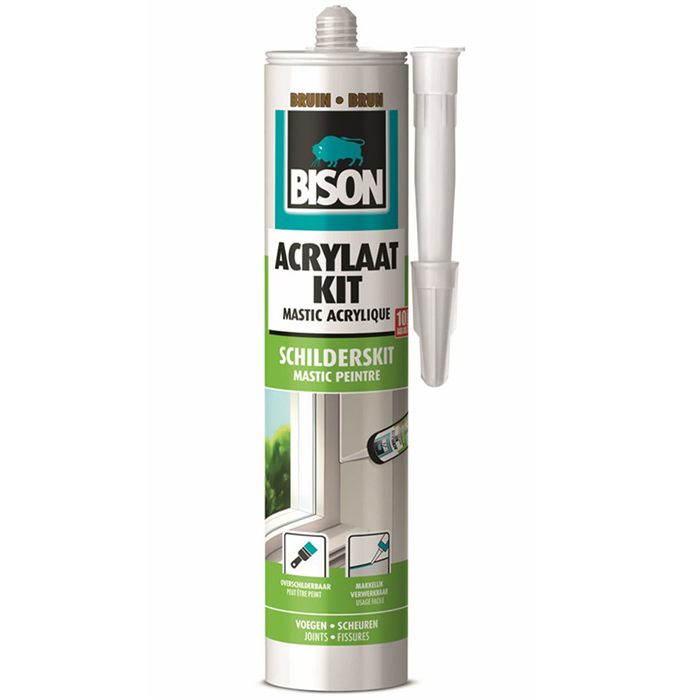 BRUIN • BRUN
BISON
ACRYLAAT
KIT
MASTIC ACRYLIQUE
10
SCHILDERSKIT
MASTIC PEINTRE
OVERSCHILDERBAAR
PEUT ÊTRE PEINT
MAKKELIJK
VERWERKBAAR
USAGE FACILE
VOEGEN • SCHEUREN
JOINTS / FISSURES